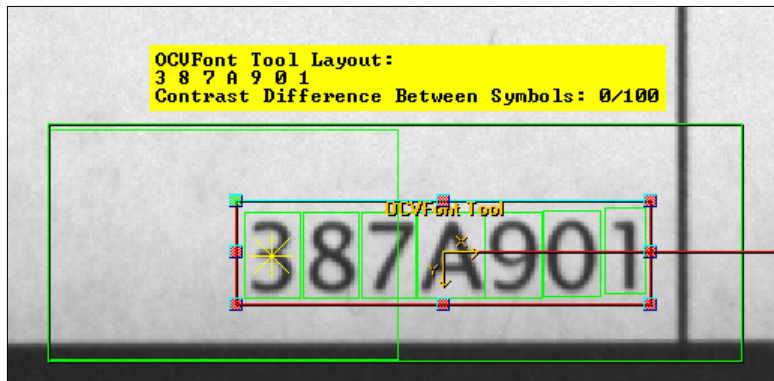 OCVFont Tool Layout:
3 8 7 A 9 0 1
Contrast Difference Between Symbols: 0/100
OCVFont Tool
387A901
X
Y